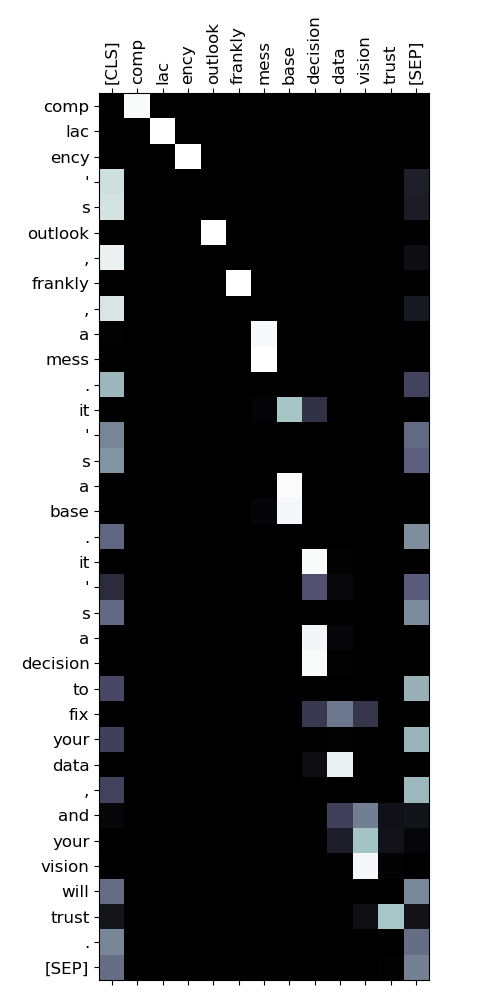 [CLS] comp lac ency outlook frankly mess base decision data vision trust [SEP]
comp
lac
ency
'
s
outlook
,
frankly
,
a
mess
.
it
'
s
a
base
.
it
'
s
a
decision
to
fix
your
data
,
and
your
vision
will
trust
.
[SEP]